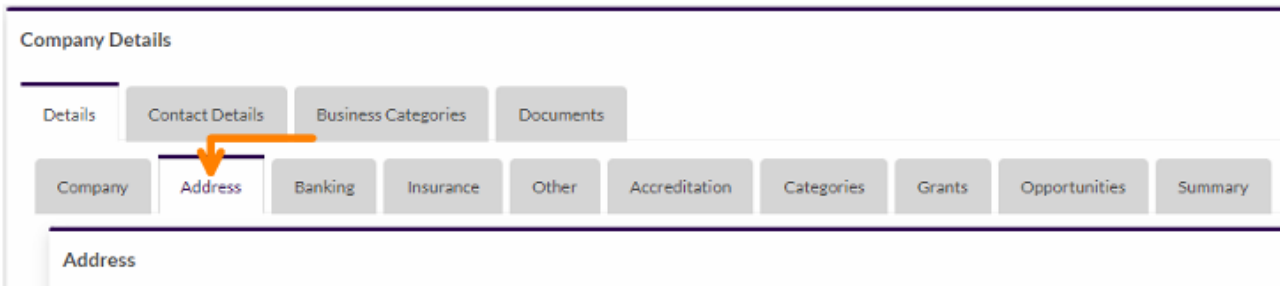 Company Details
Details Contact Details Business Categories Documents
Company Address Banking Insurance Other Accreditation Categories Grants Opportunities Summary
Address